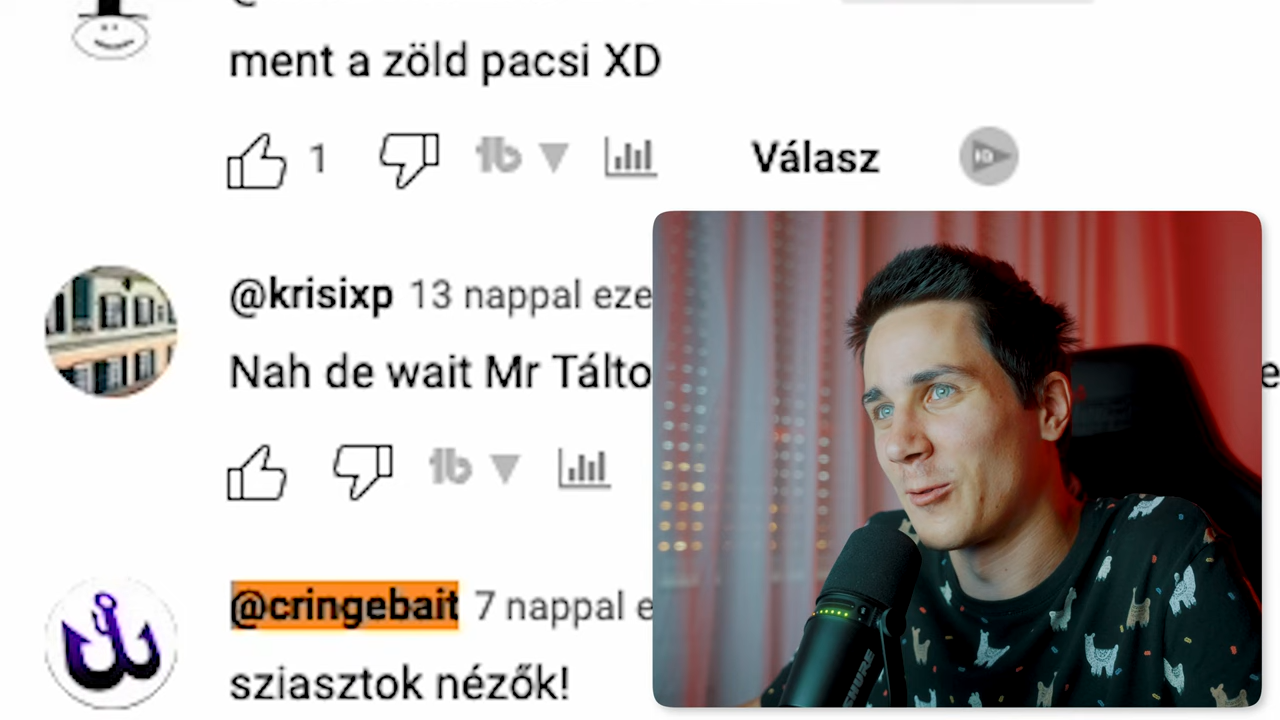 ment a zöld pacsi XD
1
Válasz
@krisixp 13 nappal eze
Nah de wait Mr Tálto
e
@cringebait 7 nappal e
sziasztok nézők!